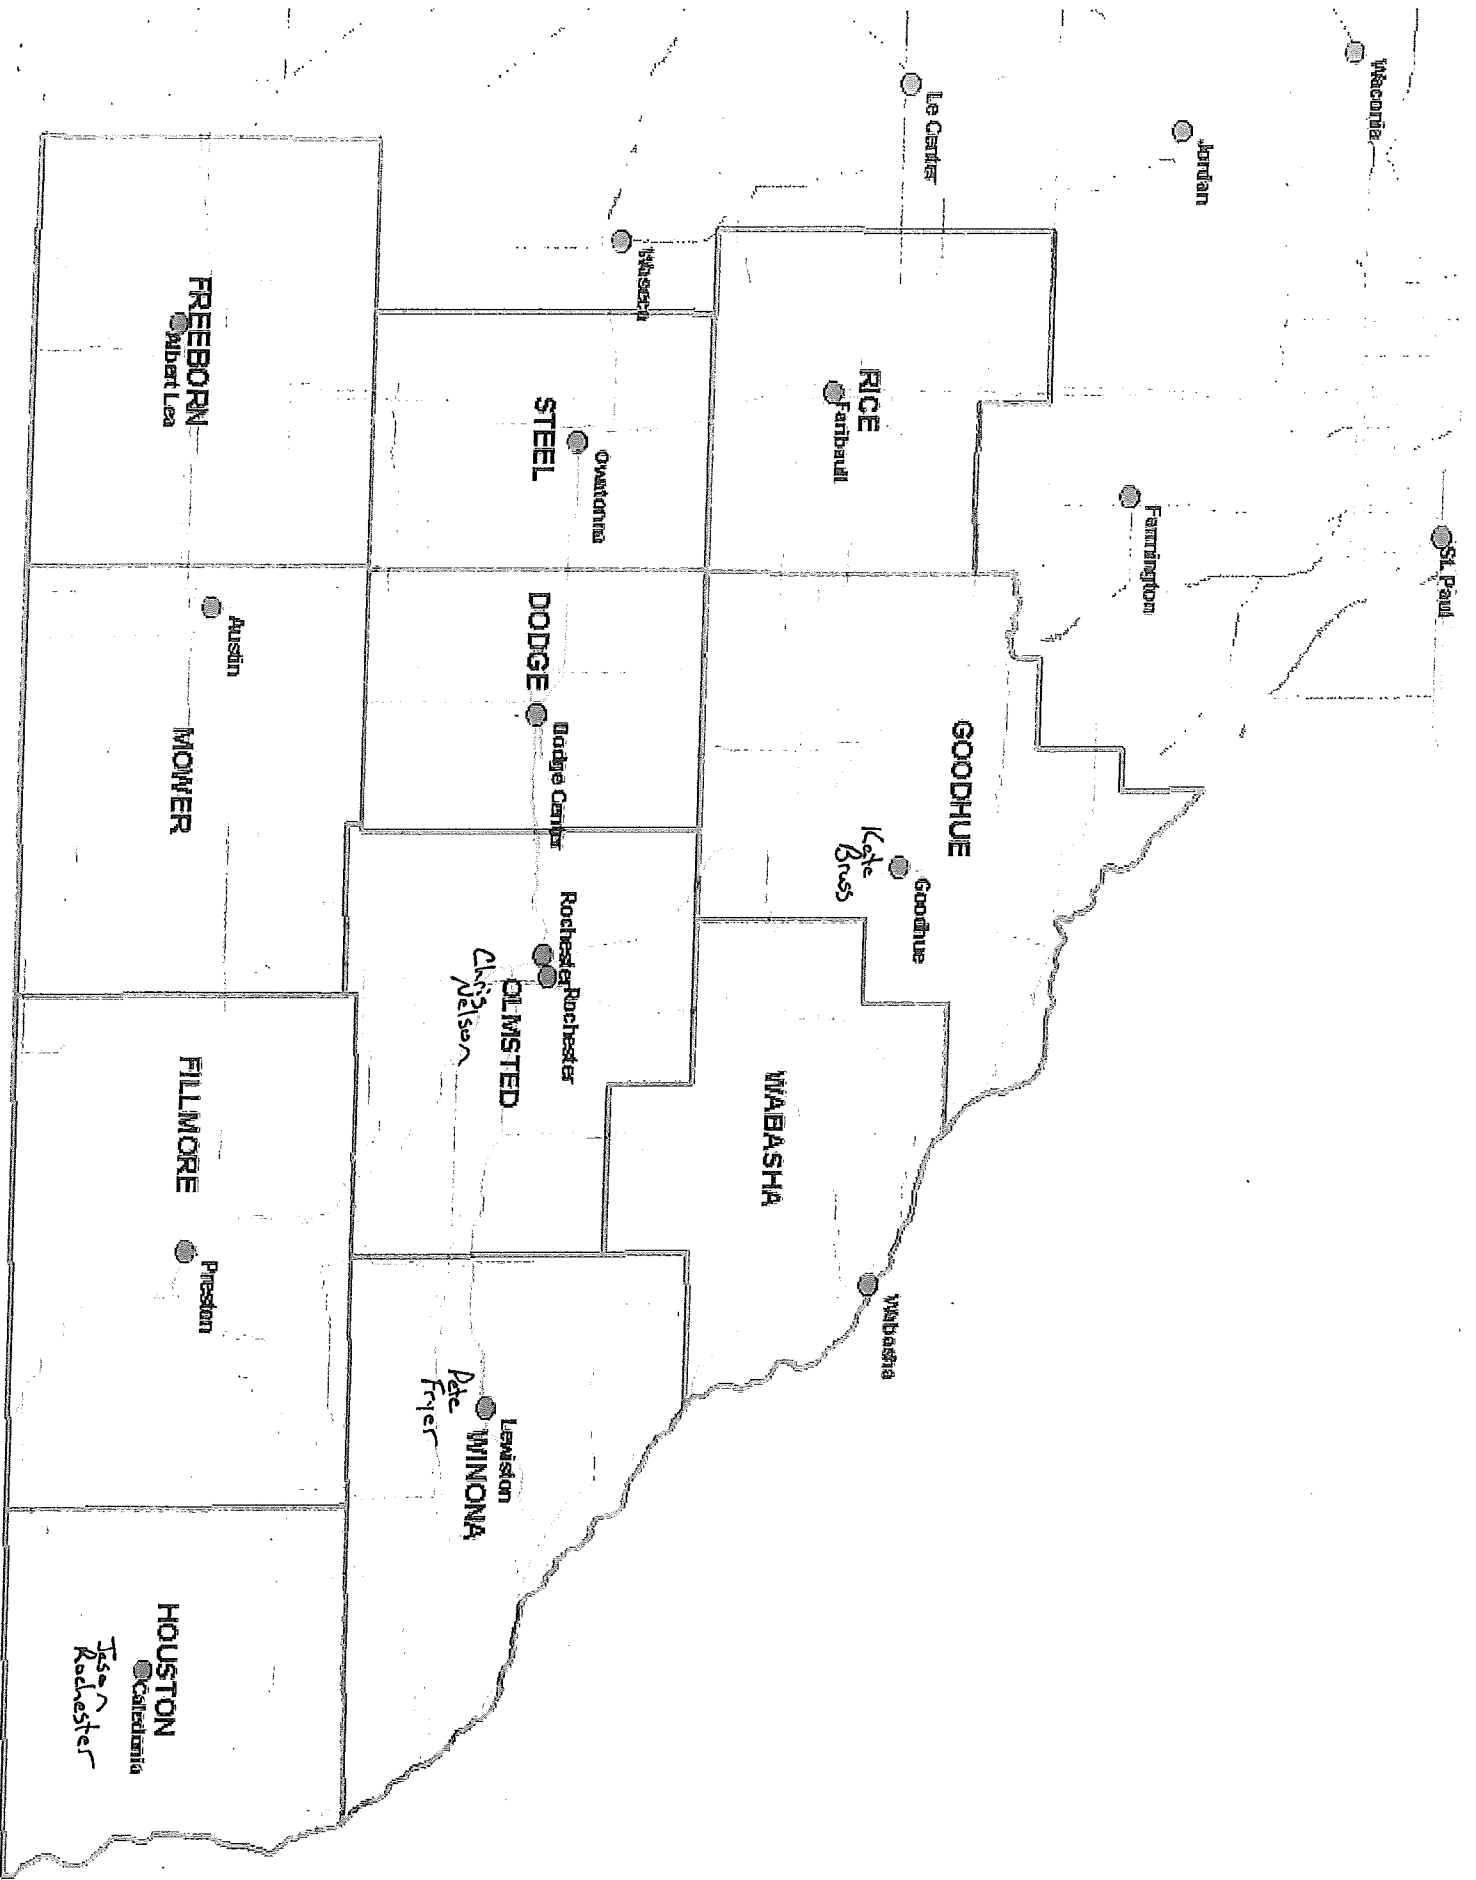 Waconia
St. Paul
Jordan
Farmington
Le Center
GOODHUE
Goodhue
Kate
Bruss
RICE
Faribault
Wabasha
WABASHA
Waseca
Owatonna
STEEL
Dodge Center
DODGE
Rochester
Rochester
OLMSTED
Chris
Nelson
Lewiston
WINONA
Pete
Fryer
FREEBORN
Albert Lea
Austin
MOWER
FILLMORE
Preston
HOUSTON
Caledonia
Jason
Rochester